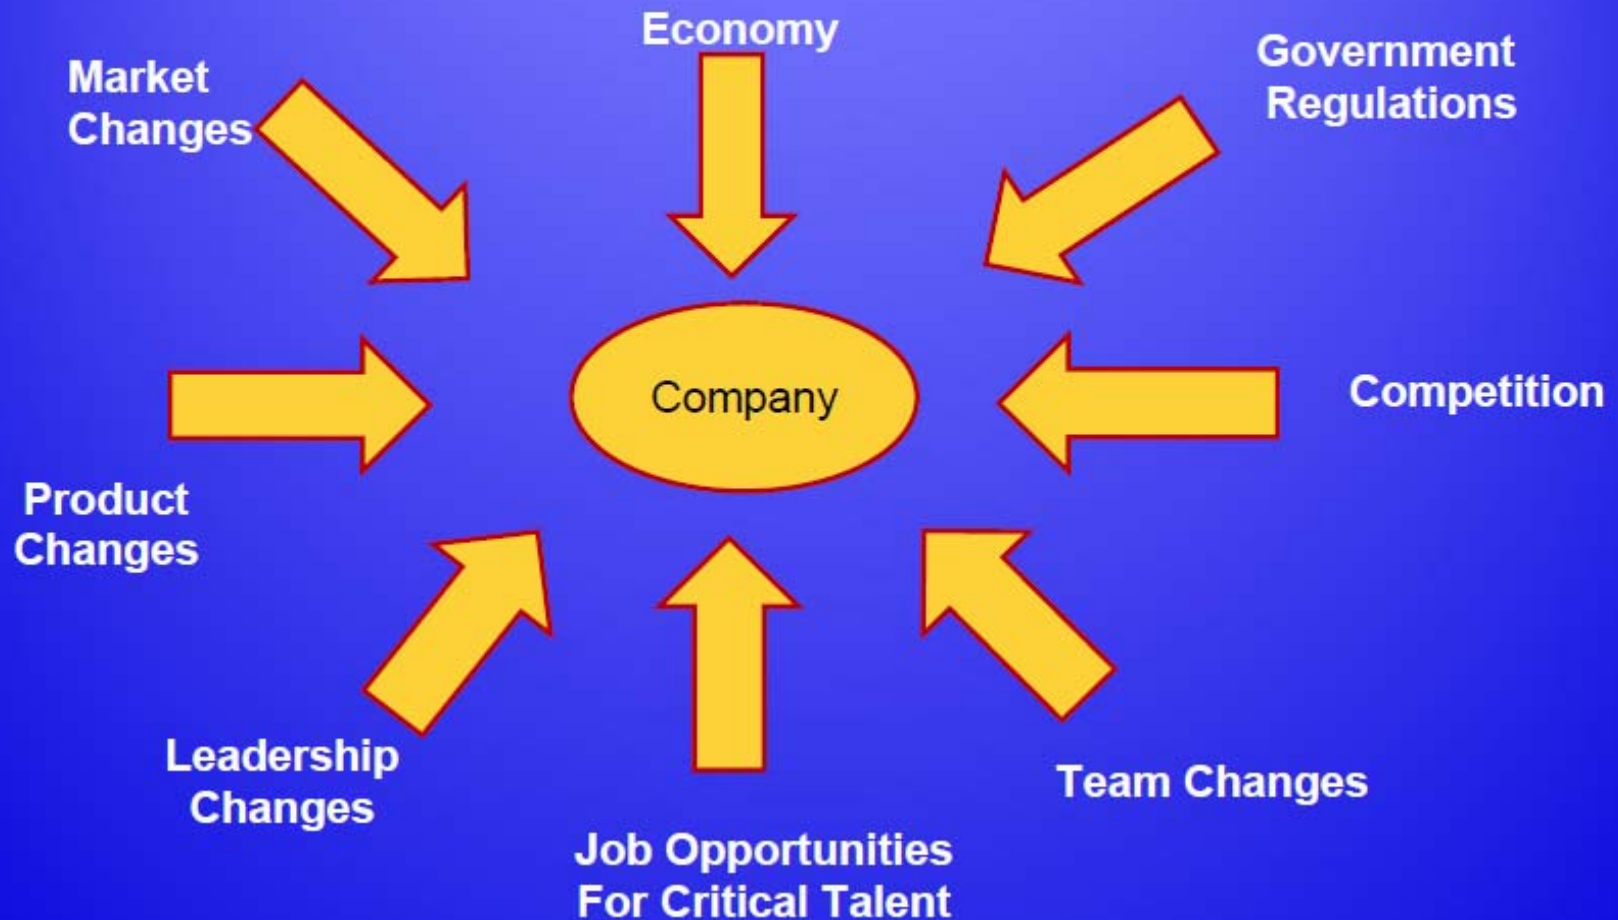 Economy
Market
Changes
Government
Regulations
Company
Competition
Product
Changes
Leadership
Changes
Team Changes
Job Opportunities
For Critical Talent